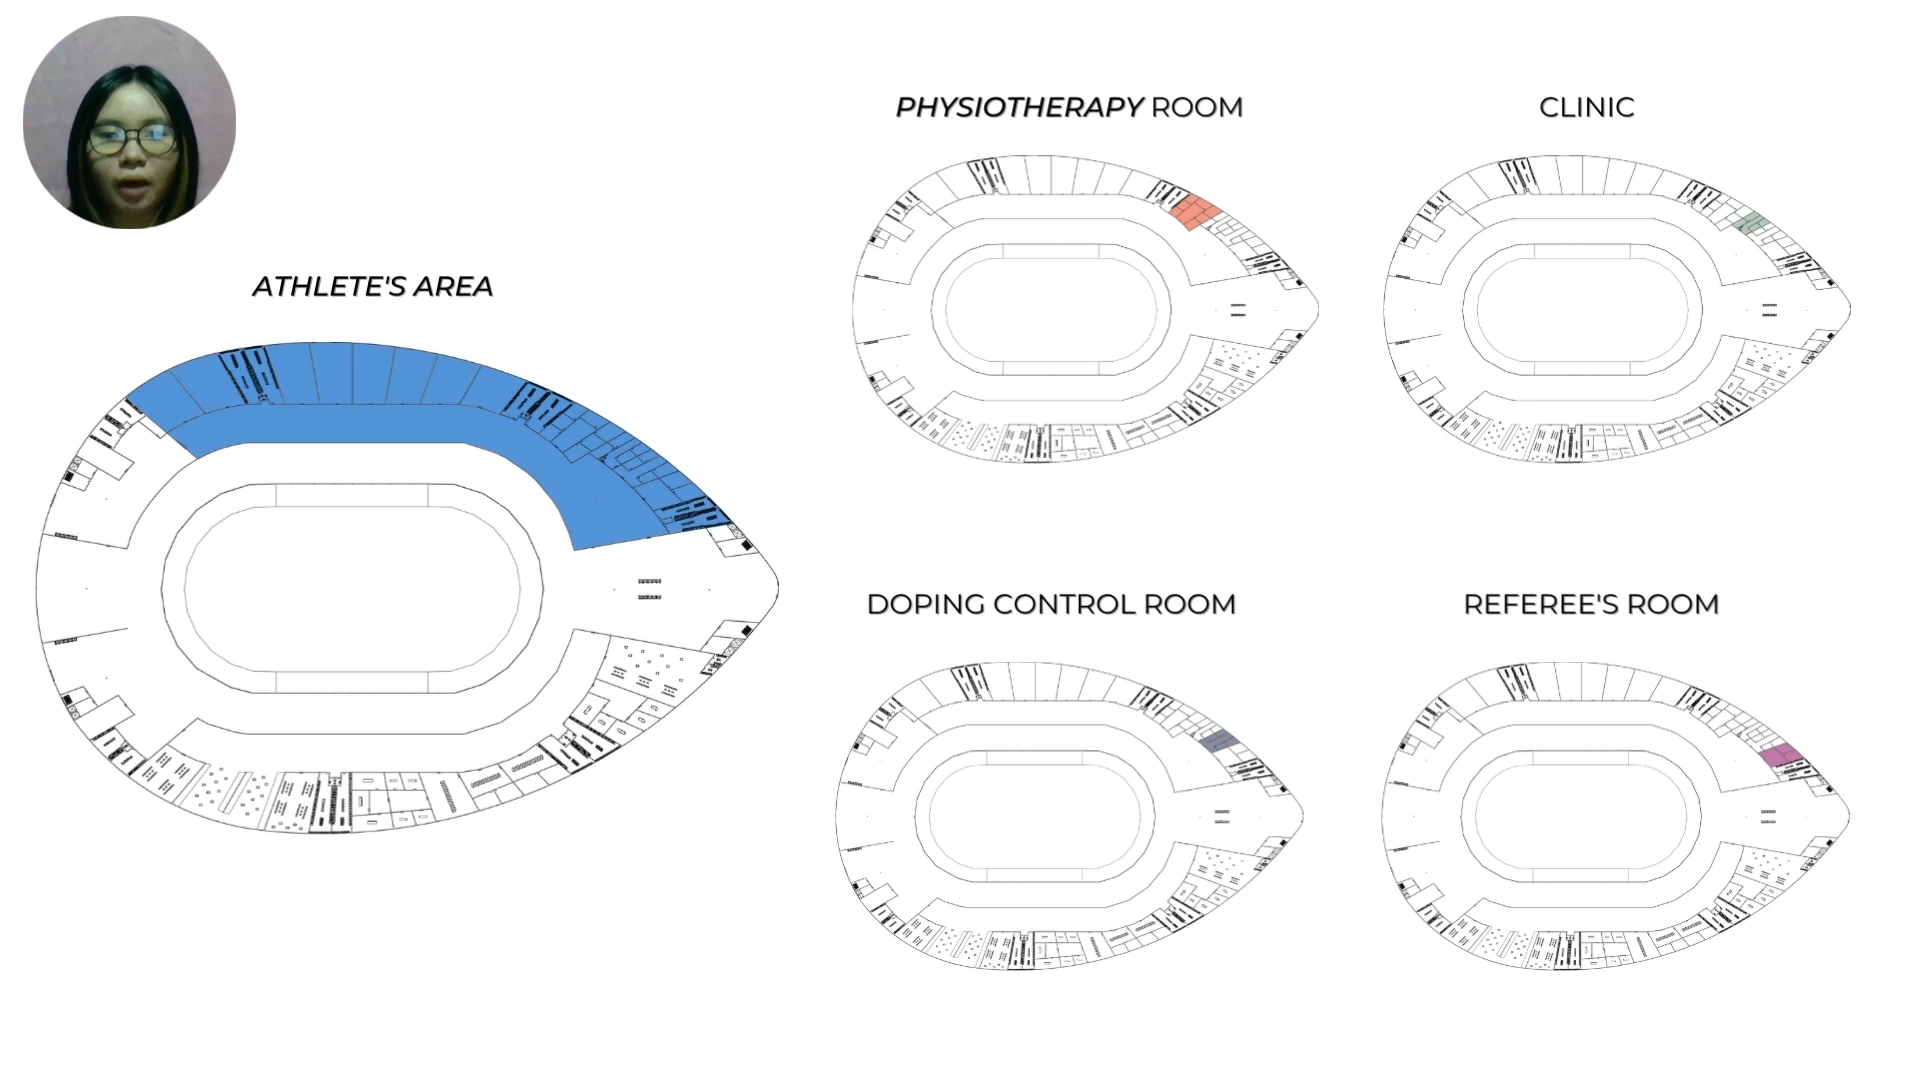 PHYSIOTHERAPY ROOM
CLINIC
ATHLETE'S AREA
DOPING CONTROL ROOM
REFEREE'S ROOM